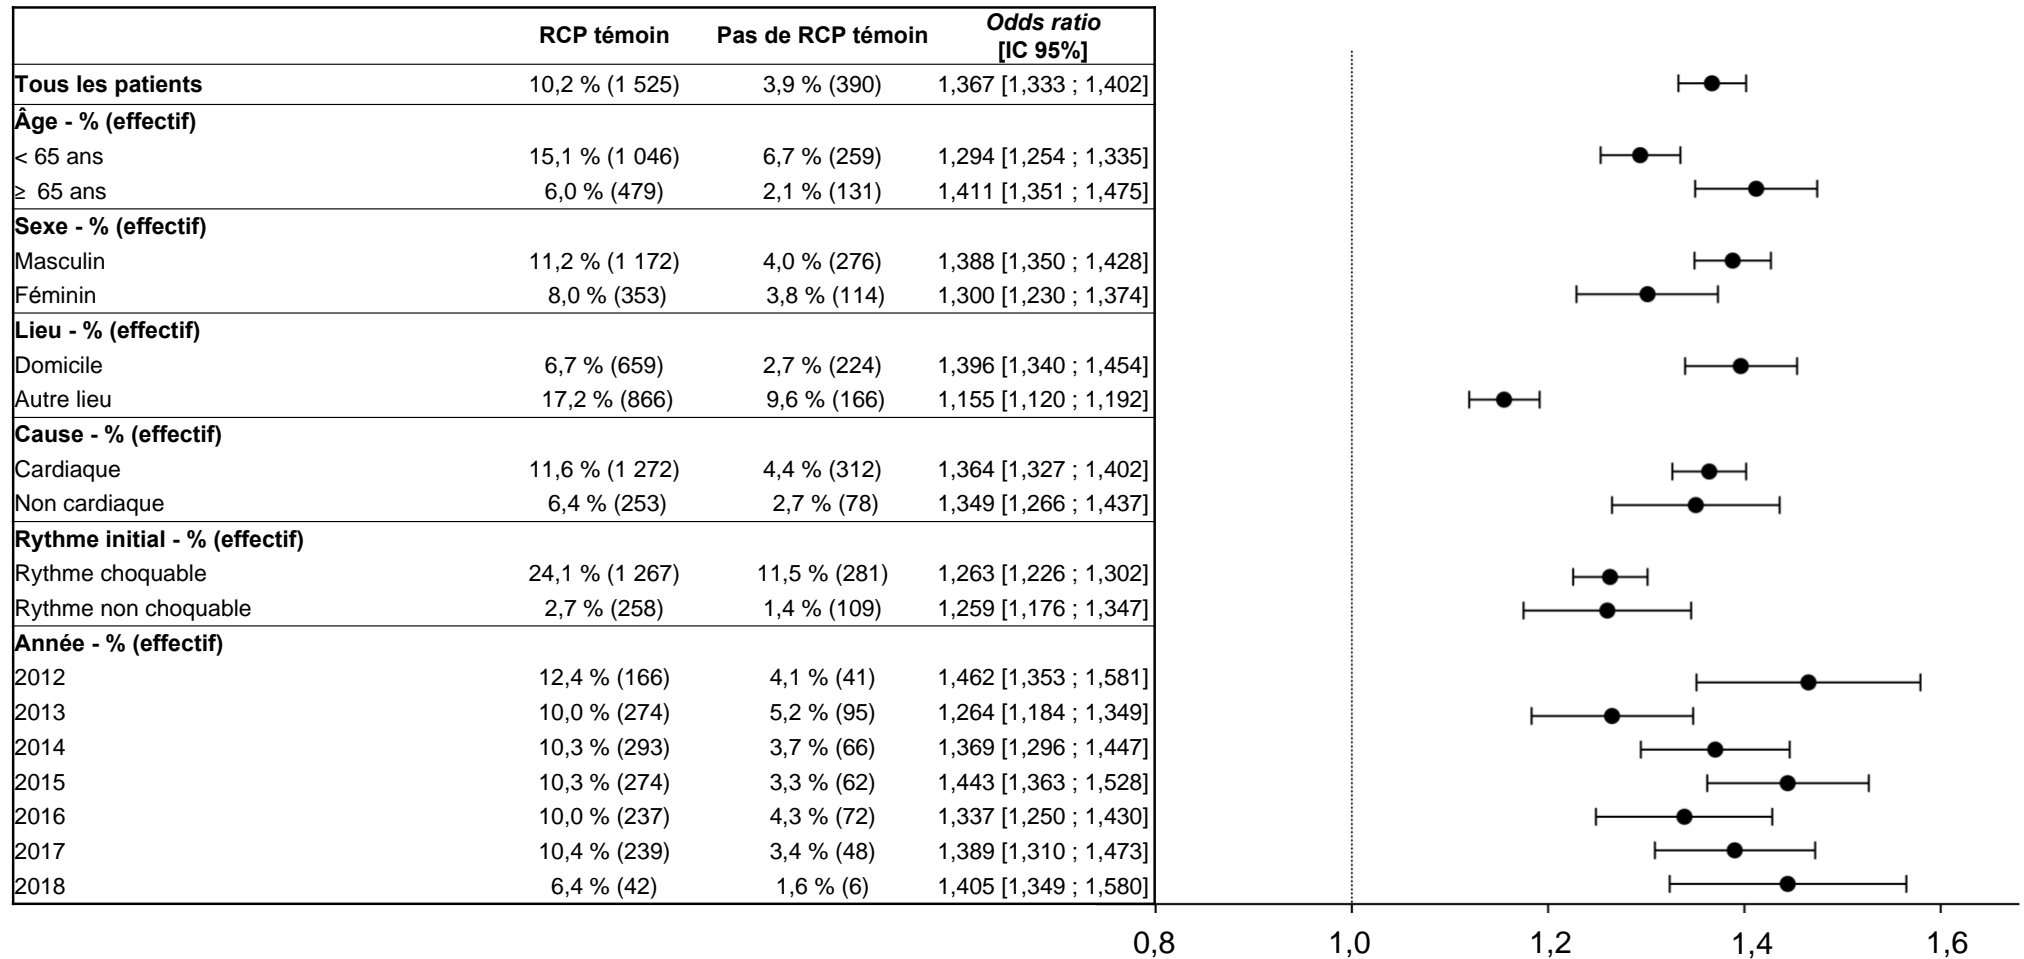 RCP témoin Pas de RCP témoin Odds ratio
[IC 95%]
Tous les patients 10,2 % (1 525) 3,9 % (390) 1,367 [1,333 ; 1,402]
Âge - % (effectif)
< 65 ans 15,1 % (1 046) 6,7 % (259) 1,294 [1,254 ; 1,335]
≥ 65 ans 6,0 % (479) 2,1 % (131) 1,411 [1,351 ; 1,475]
Sexe - % (effectif)
Masculin 11,2 % (1 172) 4,0 % (276) 1,388 [1,350 ; 1,428]
Féminin 8,0 % (353) 3,8 % (114) 1,300 [1,230 ; 1,374]
Lieu - % (effectif)
Domicile 6,7 % (659) 2,7 % (224) 1,396 [1,340 ; 1,454]
Autre lieu 17,2 % (866) 9,6 % (166) 1,155 [1,120 ; 1,192]
Cause - % (effectif)
Cardiaque 11,6 % (1 272) 4,4 % (312) 1,364 [1,327 ; 1,402]
Non cardiaque 6,4 % (253) 2,7 % (78) 1,349 [1,266 ; 1,437]
Rythme initial - % (effectif)
Rythme choquable 24,1 % (1 267) 11,5 % (281) 1,263 [1,226 ; 1,302]
Rythme non choquable 2,7 % (258) 1,4 % (109) 1,259 [1,176 ; 1,347]
Année - % (effectif)
2012 12,4 % (166) 4,1 % (41) 1,462 [1,353 ; 1,581]
2013 10,0 % (274) 5,2 % (95) 1,264 [1,184 ; 1,349]
2014 10,3 % (293) 3,7 % (66) 1,369 [1,296 ; 1,447]
2015 10,3 % (274) 3,3 % (62) 1,443 [1,363 ; 1,528]
2016 10,0 % (237) 4,3 % (72) 1,337 [1,250 ; 1,430]
2017 10,4 % (239) 3,4 % (48) 1,389 [1,310 ; 1,473]
2018 6,4 % (42) 1,6 % (6) 1,405 [1,349 ; 1,580]
0,8 1,0 1,2 1,4 1,6